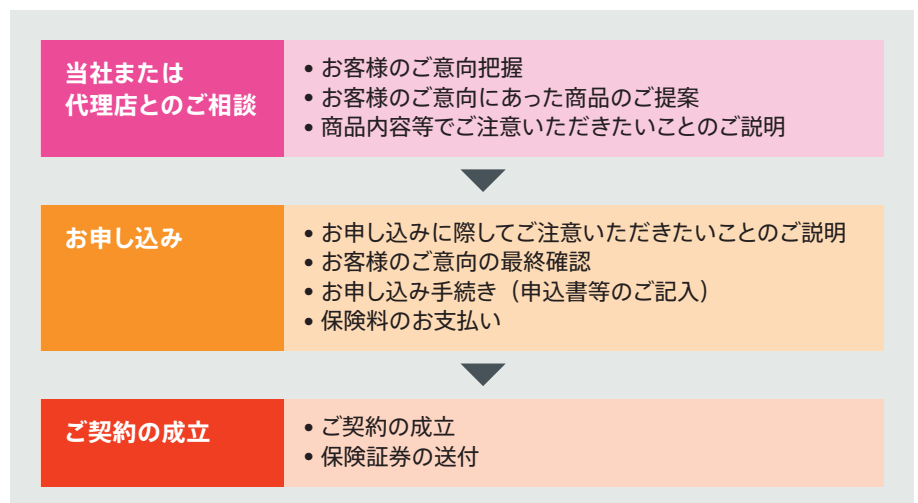 当社または
代理店とのご相談
• お客様のご意向把握
• お客様のご意向にあった商品のご提案
• 商品内容等でご注意いただきたいことのご説明
お申し込み
• お申し込みに際してご注意いただきたいことのご説明
• お客様のご意向の最終確認
• お申し込み手続き（申込書等のご記入）
• 保険料のお支払い
ご契約の成立
• ご契約の成立
• 保険証券の送付